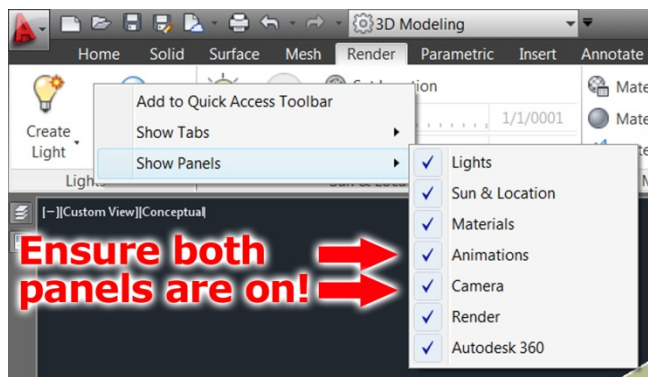 3D Modeling
Home Solid Surface Mesh Render Parametric Insert Annotate
Create
Light
1/1/0001
Add to Quick Access Toolbar
Show Tabs
Show Panels
Lights
Sun & Location
Materials
Animations
Camera
Render
Autodesk 360
[−][Custom View][Conceptual
Ensure both
panels are on!